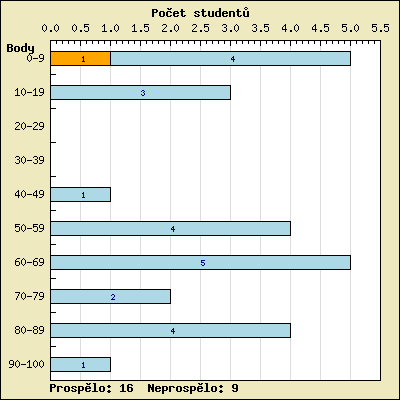 Počet studentů
0.0 0.5 1.0 1.5 2.0 2.5 3.0 3.5 4.0 4.5 5.0 5.5
Body
0-9 1 4
10-19 3
20-29
30-39
40-49 1
50-59 4
60-69 5
70-79 2
80-89 4
90-100 1
Prospělo: 16 Neprospělo: 9